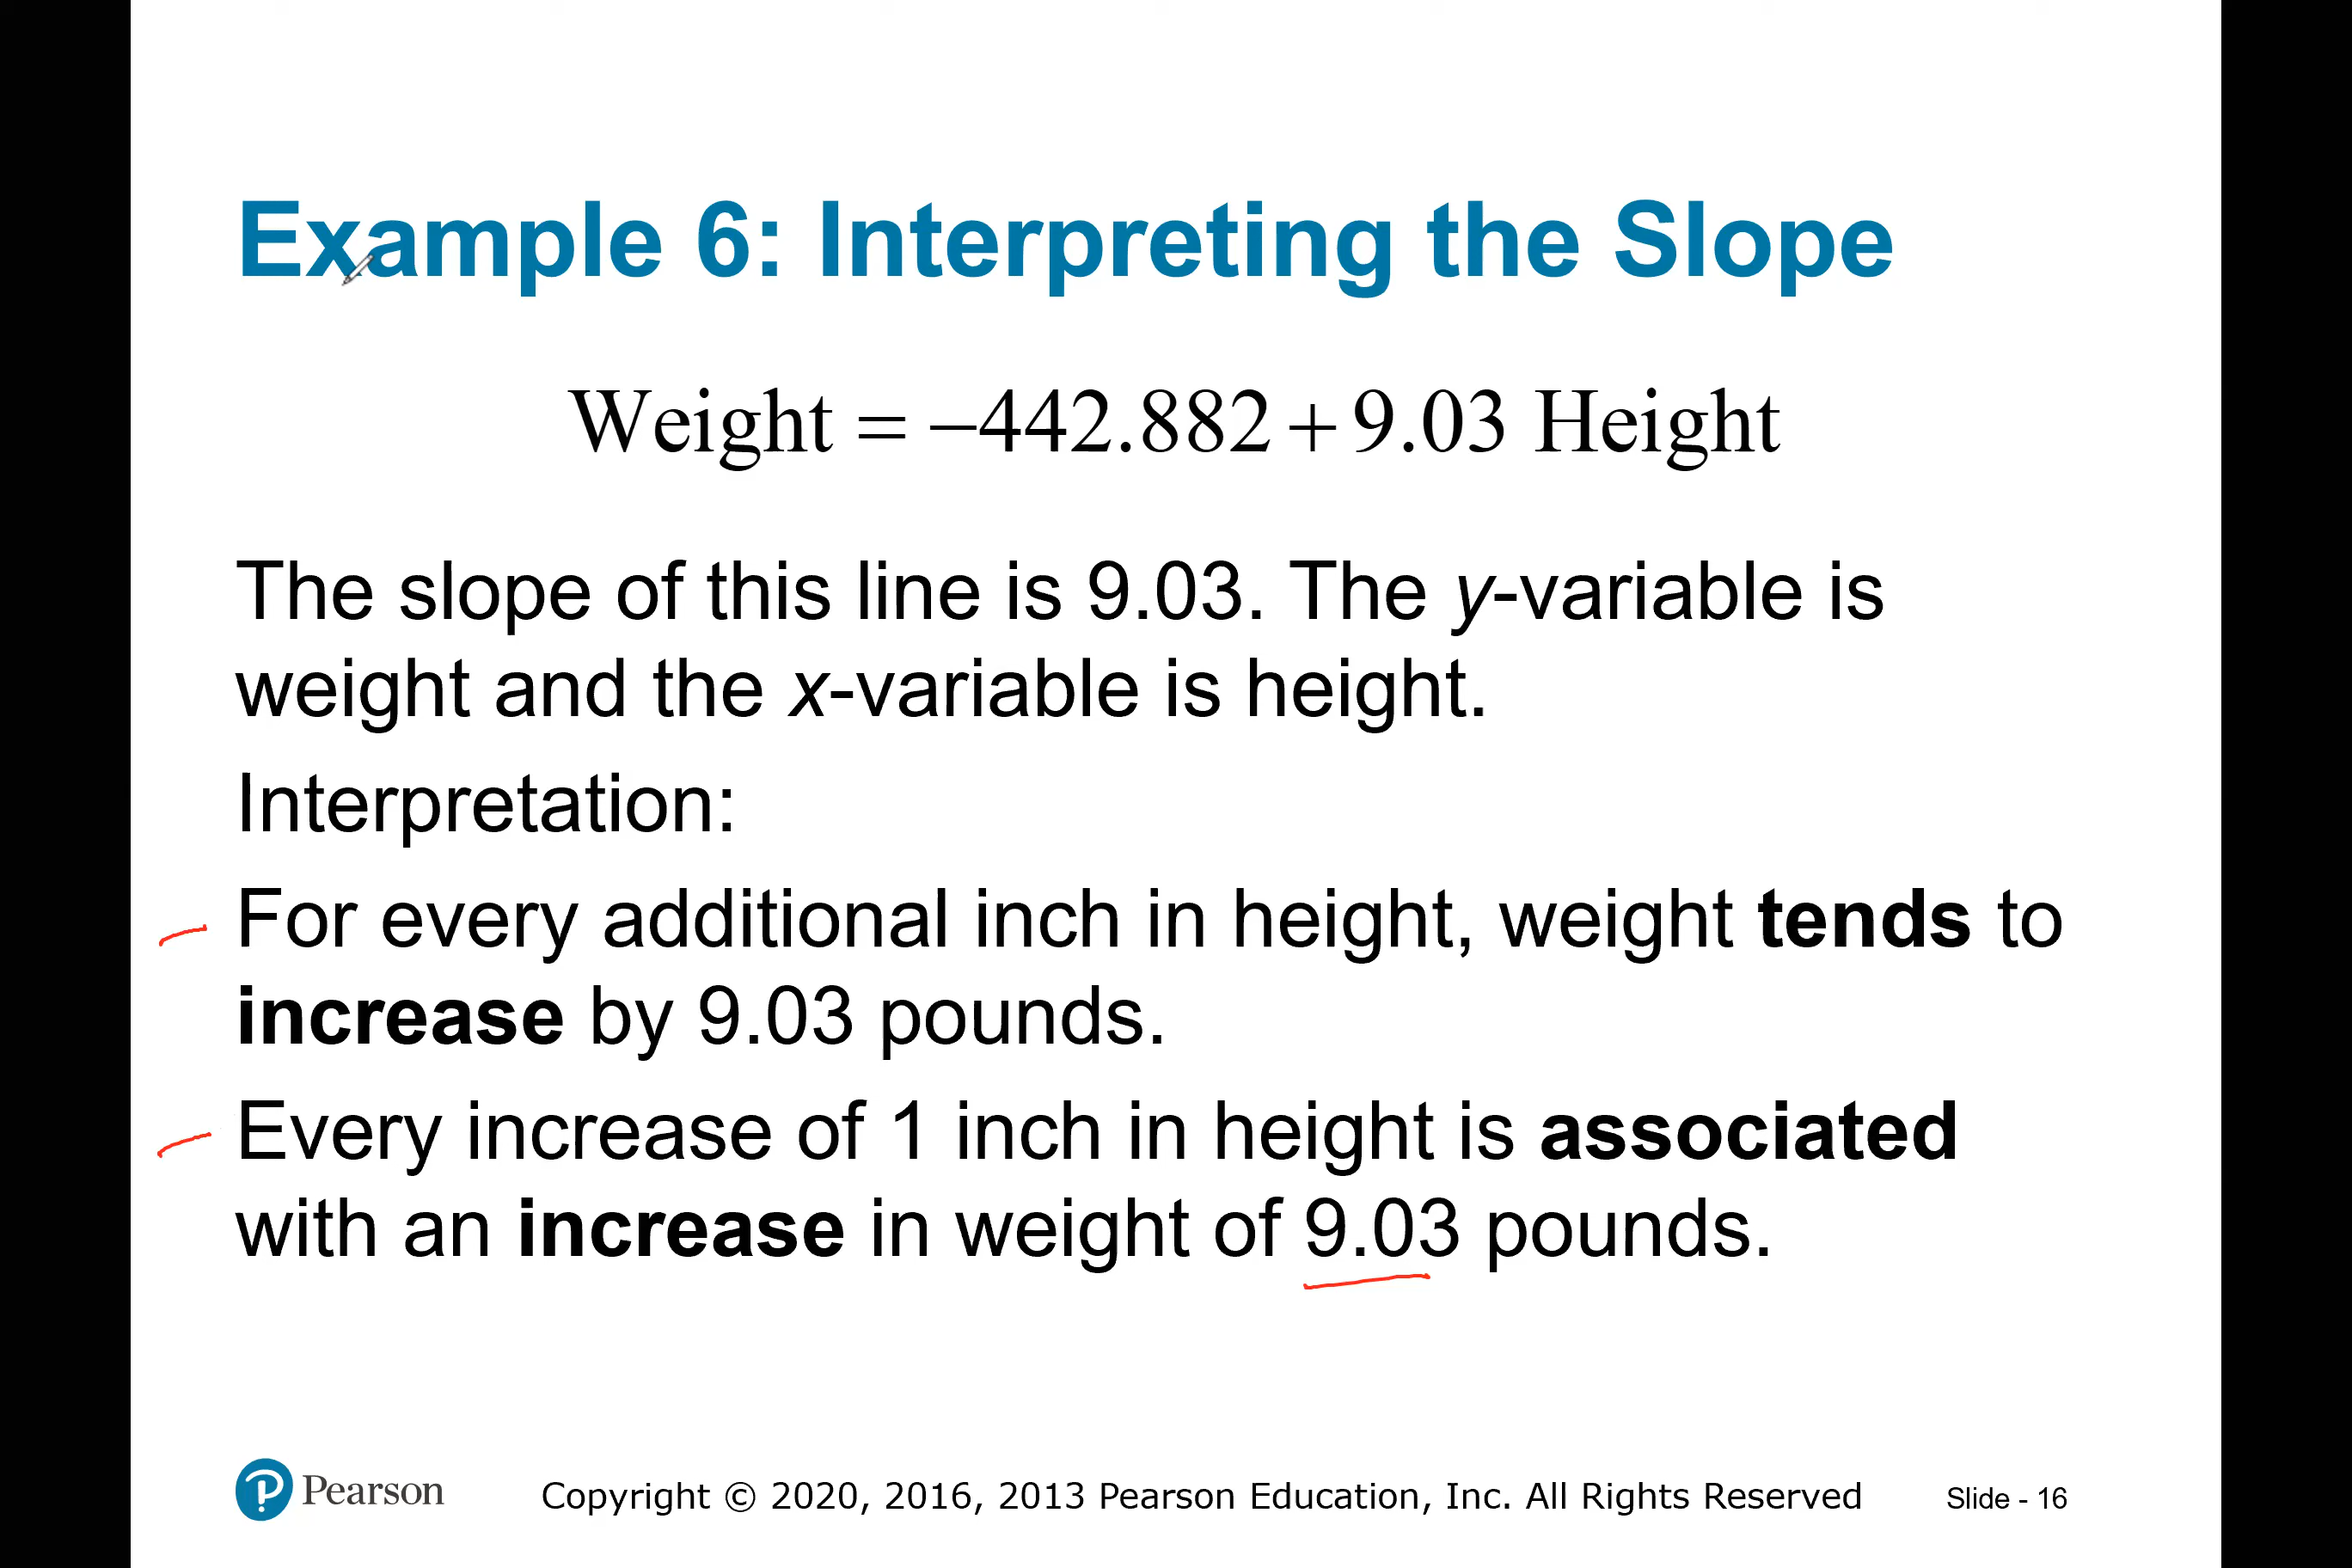 Example 6: Interpreting the Slope
Weight = –442.882 + 9.03 Height
The slope of this line is 9.03. The y-variable is
weight and the x-variable is height.
Interpretation:
For every additional inch in height, weight tends to
increase by 9.03 pounds.
Every increase of 1 inch in height is associated
with an increase in weight of 9.03 pounds.
Pearson
Copyright © 2020, 2016, 2013 Pearson Education, Inc. All Rights Reserved
Slide - 16